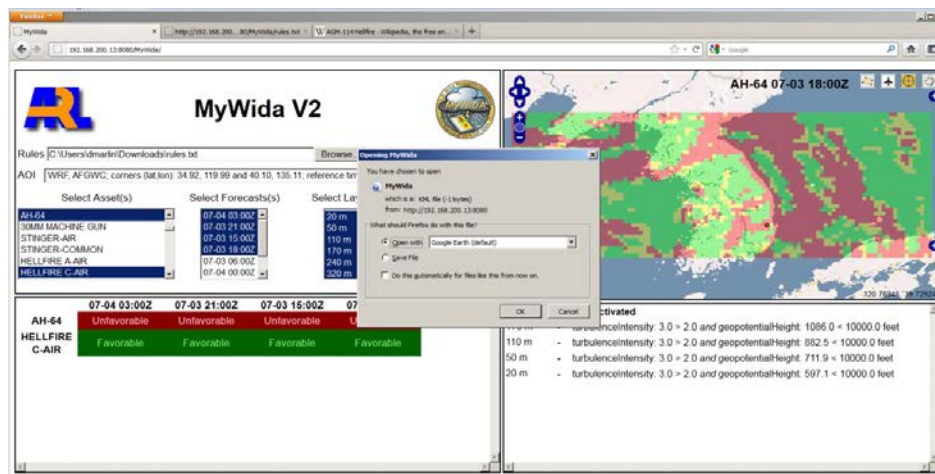 Firefox
MyWida
http://192.168.200....80/MyWida/rules.txt
AGM-114 Hellfire - Wikipedia, the free en...
192.168.200.13:8080/MyWida/
Google
ARL
MyWida V2
MYWIDA
Rules C:\Users\dmarlin\Downloads\rules.txt Browse
AOI WRF, AFGWC; corners (lat,lon): 34.92, 119.99 and 40.10, 135.11; reference tim
Select Asset(s) Select Forecasts(s) Select Lay
AH-64
30MM MACHINE GUN
STINGER-AIR
STINGER-COMMON
HELLFIRE A-AIR
HELLFIRE C-AIR
07-04 03:00Z
07-03 21:00Z
07-03 15:00Z
07-03 18:00Z
07-03 06:00Z
07-04 00:00Z
20 m
50 m
110 m
170 m
240 m
320 m
Opening MyWida
You have chosen to open
MyWida
which is a: KML file (-1 bytes)
from: http://192.168.200.13:8080
What should Firefox do with this file?
Open with Google Earth (default)
Save File
Do this automatically for files like this from now on.
OK Cancel
AH-64 07-03 18:00Z
07-04 03:00Z 07-03 21:00Z 07-03 15:00Z 07
AH-64 Unfavorable Unfavorable Unfavorable U
HELLFIRE C-AIR Favorable Favorable Favorable Favorable
ctivated
170 m - turbulenceIntensity: 3.0 > 2.0 and geopotentialHeight: 1086.0 < 10000.0 feet
110 m - turbulenceIntensity: 3.0 > 2.0 and geopotentialHeight: 882.5 < 10000.0 feet
50 m - turbulenceIntensity: 3.0 > 2.0 and geopotentialHeight: 711.9 < 10000.0 feet
20 m - turbulenceIntensity: 3.0 > 2.0 and geopotentialHeight: 597.1 < 10000.0 feet